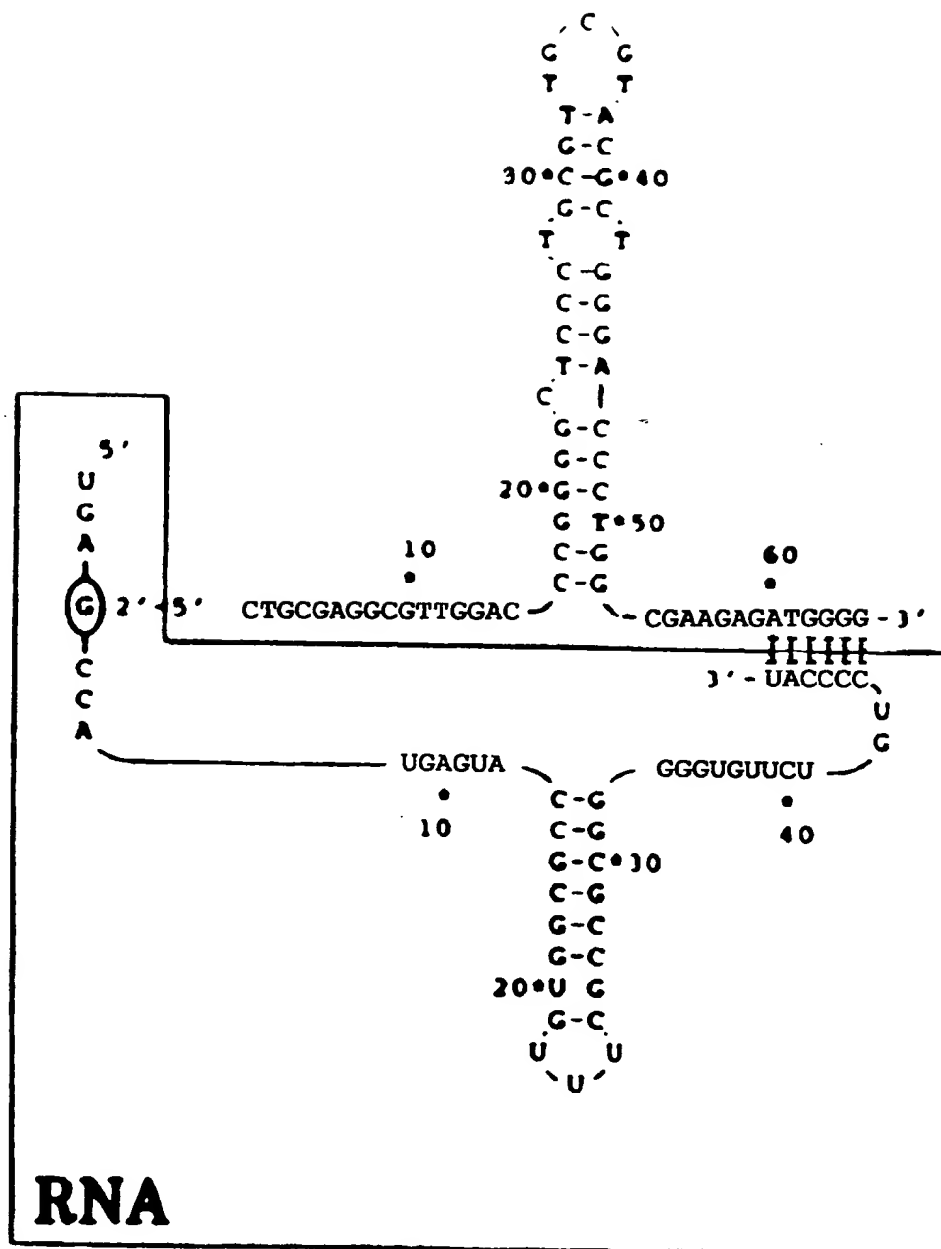 C
G G
T T
T-A
G-C
30•C-G•40
G-C
T T
C-G
C-G
C-G
T-A
C
G-C
G-C
20•G-C
G T•50
C-G
C-G
5'
U
G
A
G 2'-5' CTGCGAGGCGTTGGAC CGAAGAGATGGGG-3'
10 60
C
C
A
3'-UACCCC
U
G
UGAGUA GGGUGUUCU
10 40
C-G
C-G
G-C•30
C-G
G-C
G-C
20•U G
G-C
U U
U
RNA